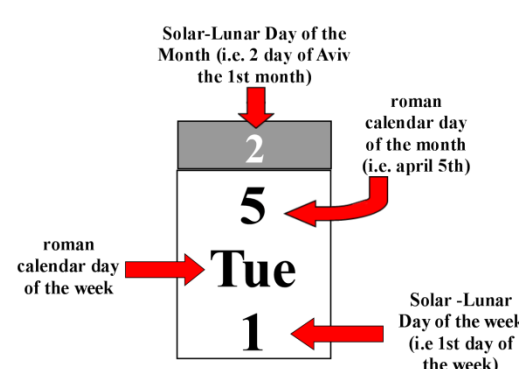 Solar-Lunar Day of the
Month (i.e. 2 day of Aviv
the 1st month)
2
roman
calendar day
of the month
(i.e. april 5th)
5
roman
calendar day
of the week
Tue
1
Solar -Lunar
Day of the week
(i.e 1st day of
the week)